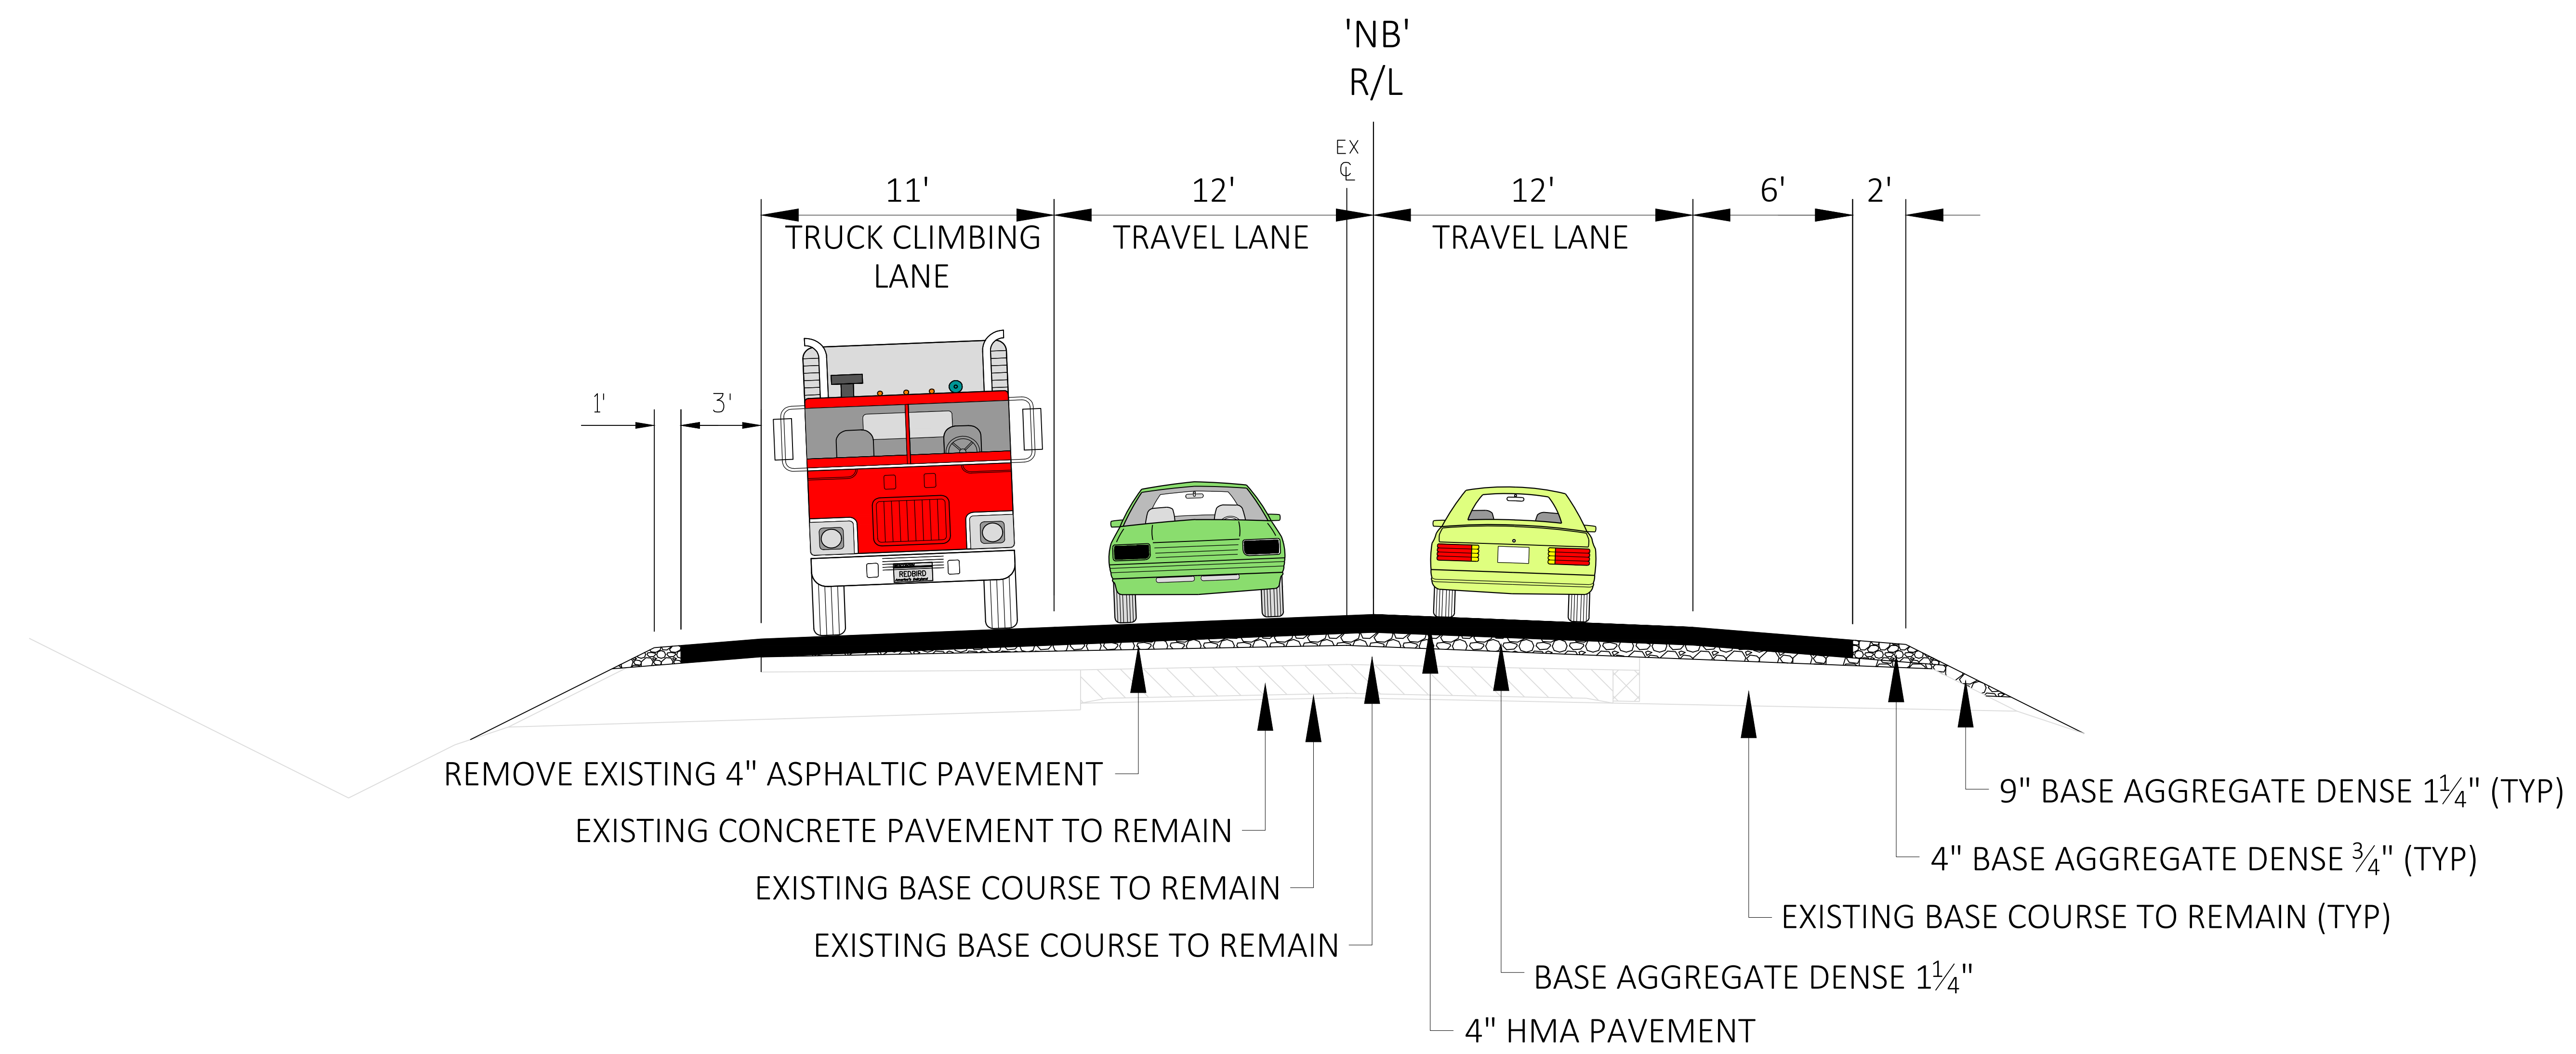 'NB'
R/L
EX
℄
11'
12'
12'
6'
2'
TRUCK CLIMBING
LANE
TRAVEL LANE
TRAVEL LANE
1'
3'
REDBIRD
REMOVE EXISTING 4" ASPHALTIC PAVEMENT
EXISTING CONCRETE PAVEMENT TO REMAIN
EXISTING BASE COURSE TO REMAIN
EXISTING BASE COURSE TO REMAIN
9" BASE AGGREGATE DENSE 1¼" (TYP)
4" BASE AGGREGATE DENSE ¾" (TYP)
EXISTING BASE COURSE TO REMAIN (TYP)
BASE AGGREGATE DENSE 1¼"
4" HMA PAVEMENT